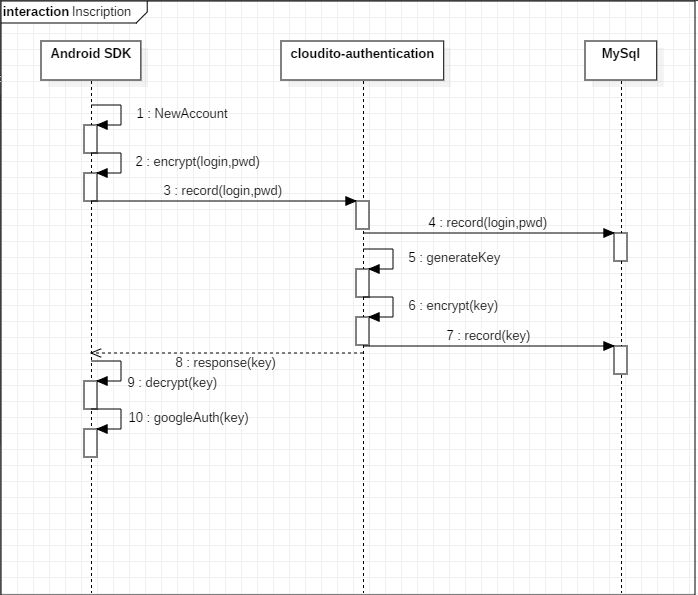 interaction Inscription
Android SDK
cloudito-authentication
MySql
1 : NewAccount
2 : encrypt(login,pwd)
3 : record(login,pwd)
4 : record(login,pwd)
5 : generateKey
6 : encrypt(key)
7 : record(key)
8 : response(key)
9 : decrypt(key)
10 : googleAuth(key)